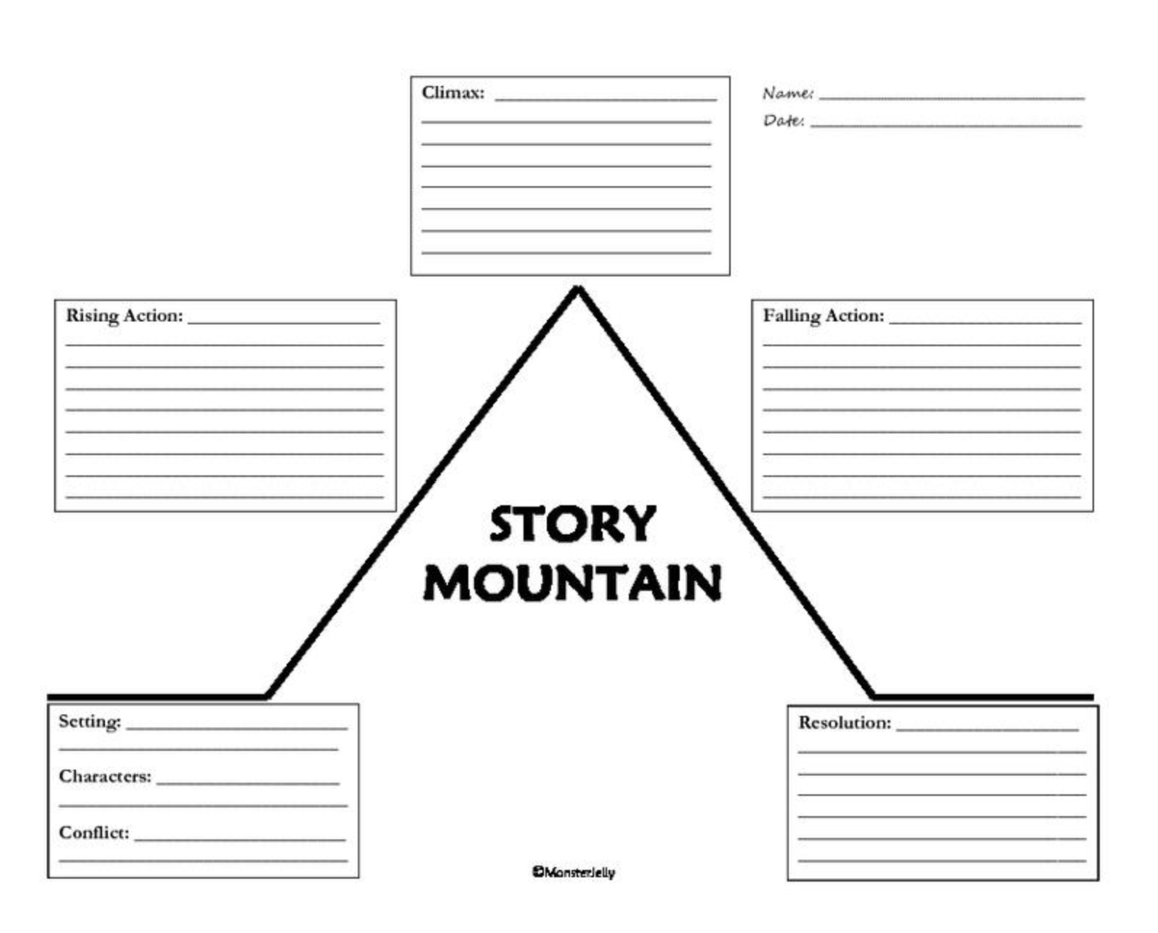 Climax:
Name:
Date:
Rising Action:
Falling Action:
STORY
MOUNTAIN
Setting:
Characters:
Conflict:
Resolution:
©MonsterJelly